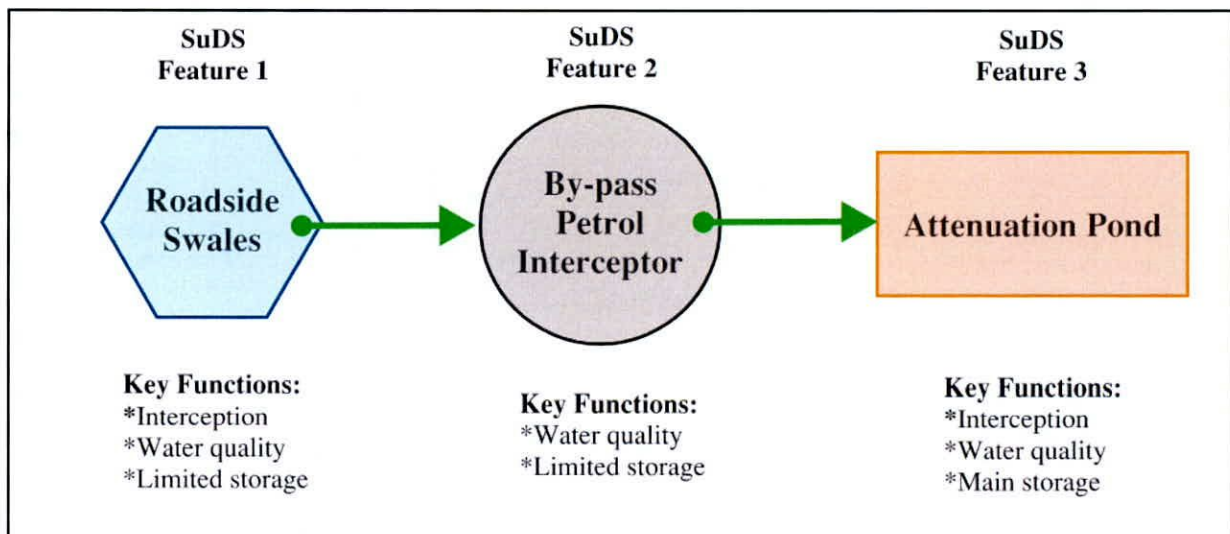 SuDS
Feature 1
SuDS
Feature 2
SuDS
Feature 3
Roadside
Swales
By-pass
Petrol
Interceptor
Attenuation Pond
Key Functions:
*Interception
*Water quality
*Limited storage
Key Functions:
*Water quality
*Limited storage
Key Functions:
*Interception
*Water quality
*Main storage